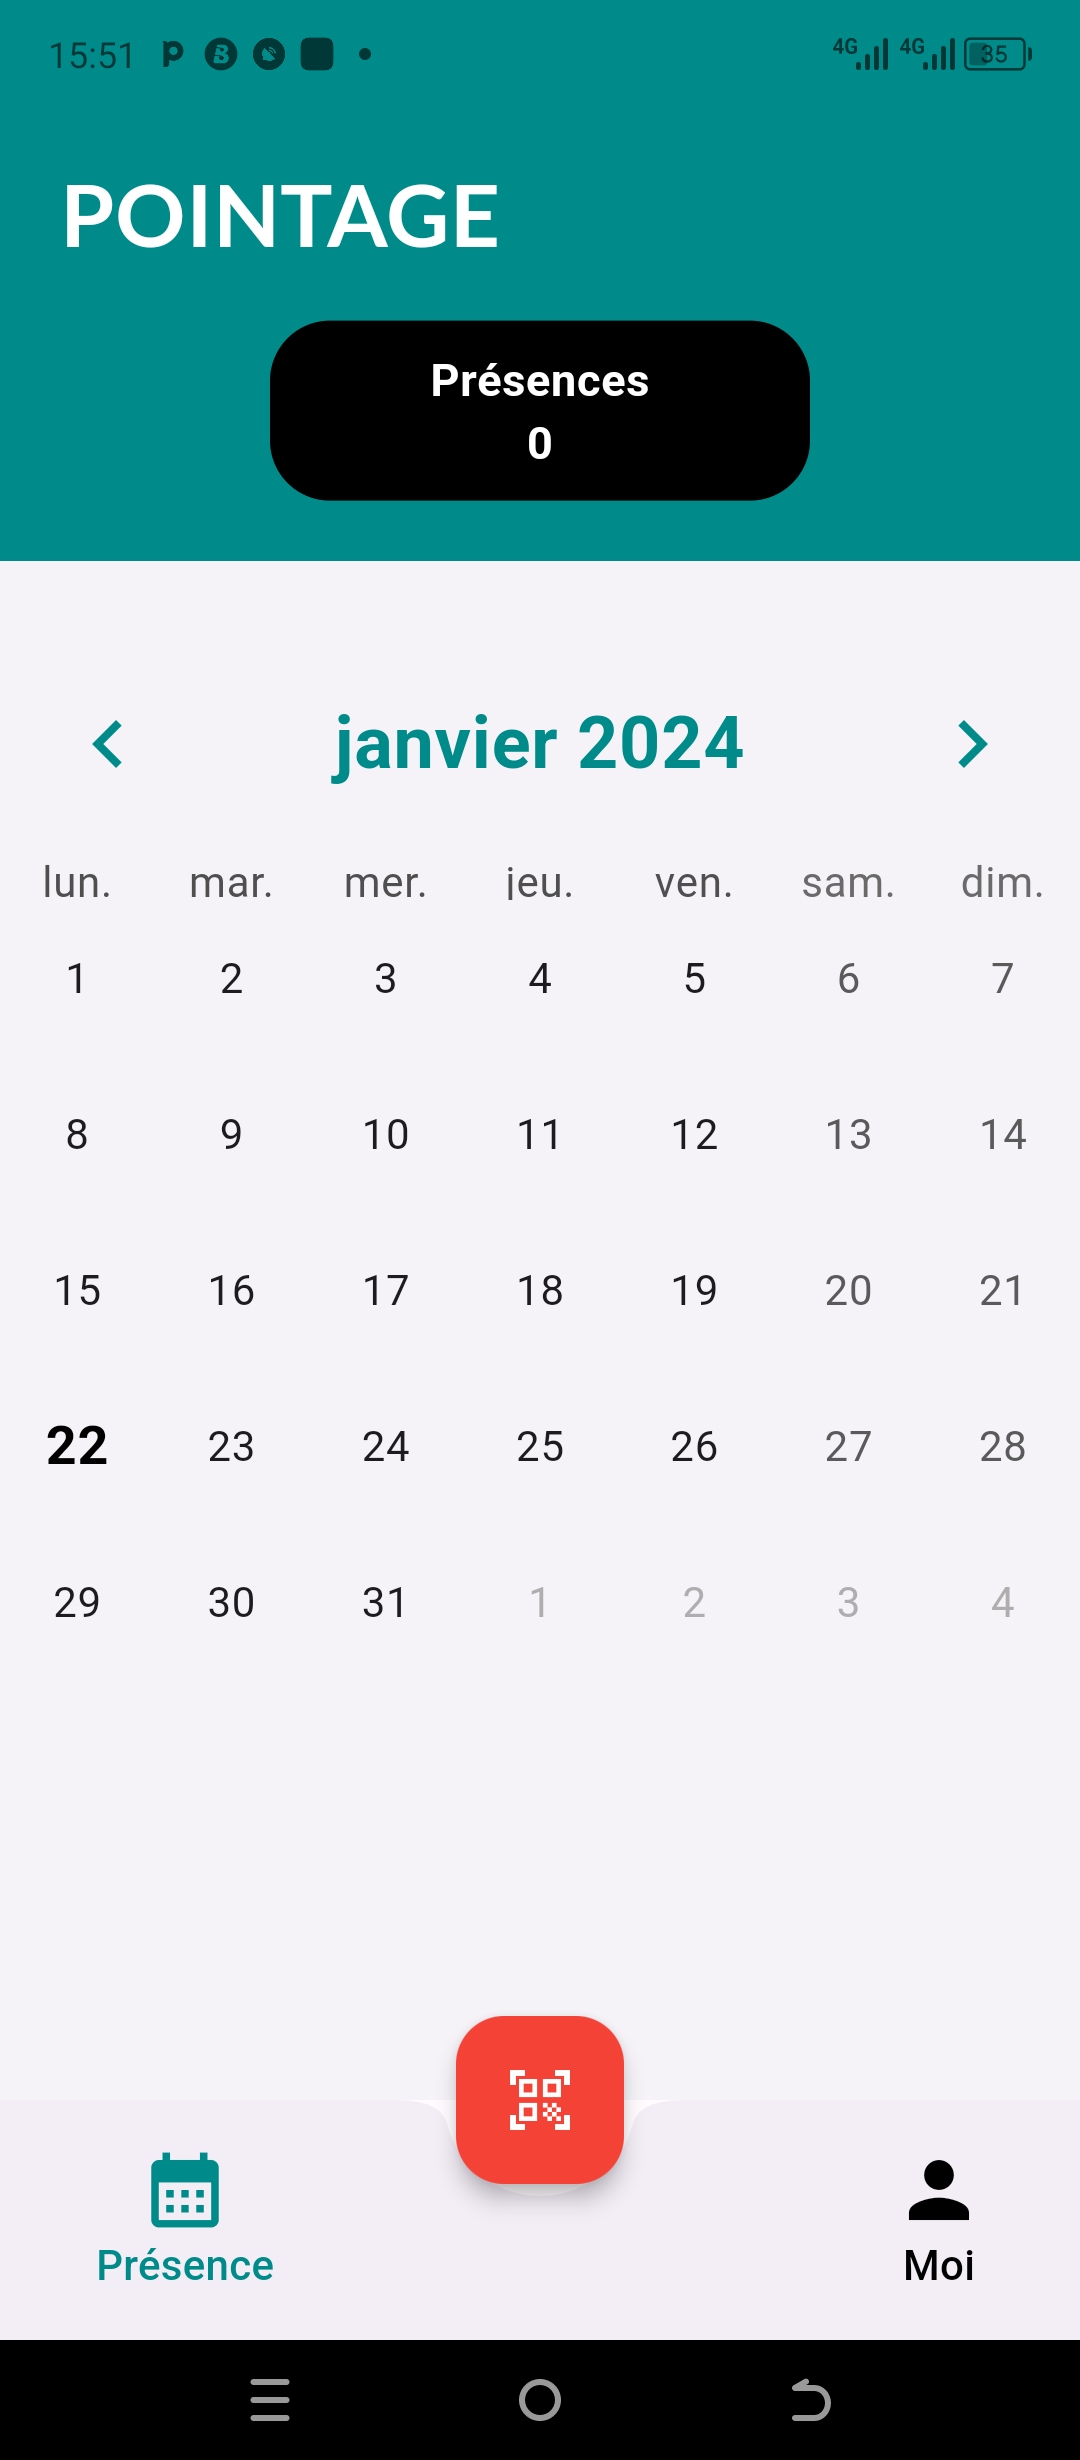 15:51 4G 4G 35
POINTAGE
Présences
0
janvier 2024
lun. mar. mer. jeu. ven. sam. dim.
1 2 3 4 5 6 7
8 9 10 11 12 13 14
15 16 17 18 19 20 21
22 23 24 25 26 27 28
29 30 31 1 2 3 4
Présence Moi